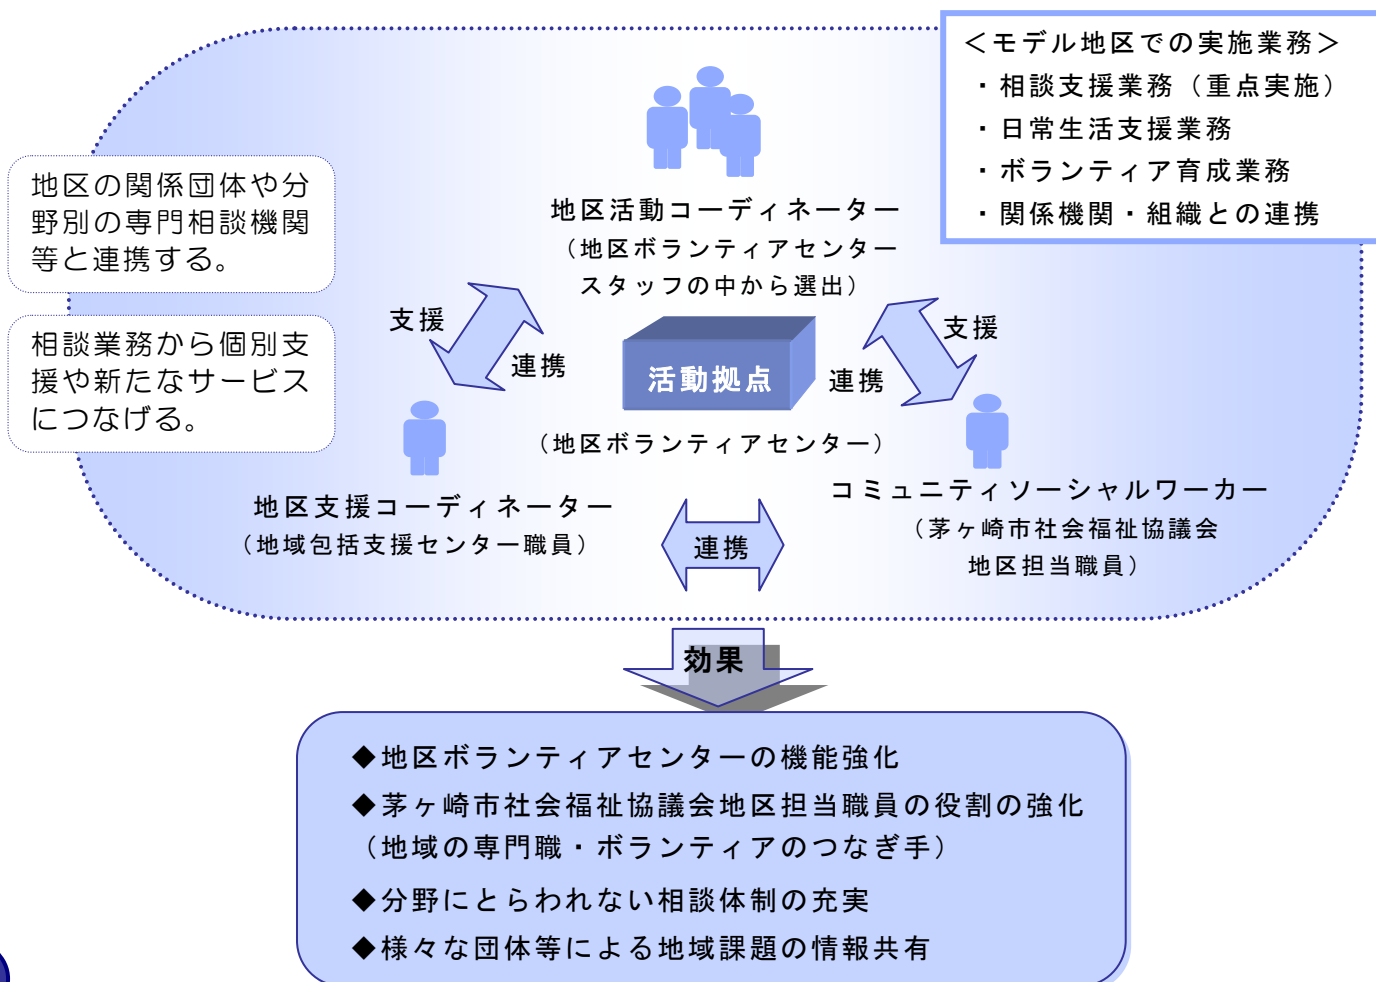 ＜モデル地区での実施業務＞
・相談支援業務（重点実施）
・日常生活支援業務
・ボランティア育成業務
・関係機関・組織との連携
地区の関係団体や分
野別の専門相談機関
等と連携する。
相談業務から個別支
援や新たなサービス
につなげる。
地区活動コーディネーター
（地区ボランティアセンター
スタッフの中から選出）
支援
連携
活動拠点
連携
支援
（地区ボランティアセンター）
地区支援コーディネーター
（地域包括支援センター職員）
連携
コミュニティソーシャルワーカー
（茅ヶ崎市社会福祉協議会
地区担当職員）
効果
◆地区ボランティアセンターの機能強化
◆茅ヶ崎市社会福祉協議会地区担当職員の役割の強化
（地域の専門職・ボランティアのつなぎ手）
◆分野にとらわれない相談体制の充実
◆様々な団体等による地域課題の情報共有